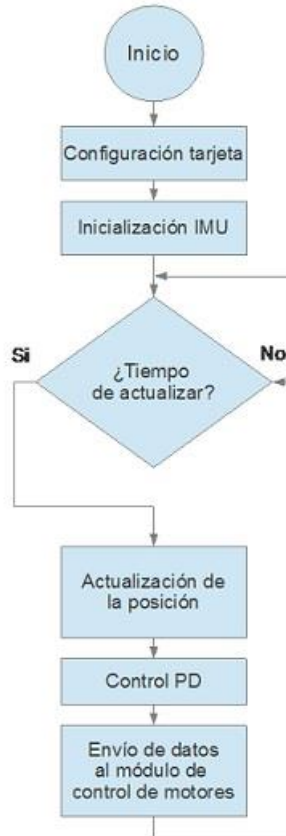 Inicio
Configuración tarjeta
Inicialización IMU
Si
No
¿Tiempo
de actualizar?
Actualización de
la posición
Control PD
Envío de datos
al módulo de
control de motores